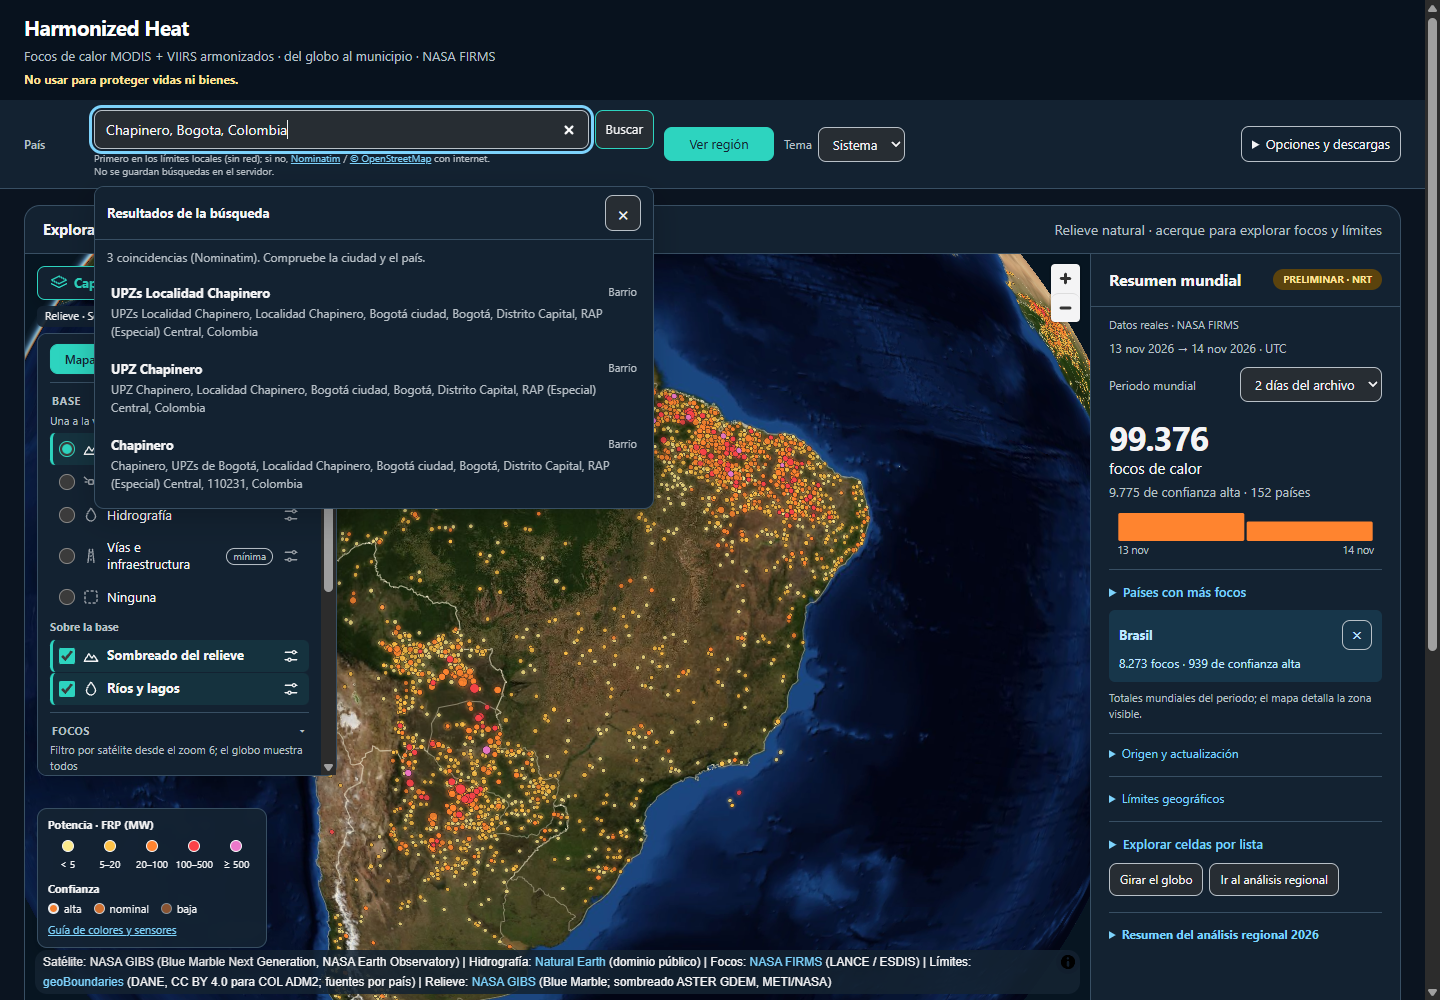 Harmonized Heat
Focos de calor MODIS + VIIRS armonizados · del globo al municipio · NASA FIRMS
No usar para proteger vidas ni bienes.
País
Chapinero, Bogota, Colombia
Buscar
Primero en los límites locales (sin red); si no, Nominatim / © OpenStreetMap con internet.
No se guardan búsquedas en el servidor.
Ver región
Tema
Sistema
Opciones y descargas
Explora
Relieve natural · acerque para explorar focos y límites
Resultados de la búsqueda
3 coincidencias (Nominatim). Compruebe la ciudad y el país.
UPZs Localidad Chapinero
Barrio
UPZs Localidad Chapinero, Localidad Chapinero, Bogotá ciudad, Bogotá, Distrito Capital, RAP
(Especial) Central, Colombia
UPZ Chapinero
Barrio
UPZ Chapinero, Localidad Chapinero, Bogotá ciudad, Bogotá, Distrito Capital, RAP (Especial)
Central, Colombia
Chapinero
Barrio
Chapinero, UPZs de Bogotá, Localidad Chapinero, Bogotá ciudad, Bogotá, Distrito Capital, RAP
(Especial) Central, 110231, Colombia
Cap
Relieve · S
Mapa
BASE
Una a la v
Hidrografía
Vías e
infraestructura
mínima
Ninguna
Sobre la base
Sombreado del relieve
Ríos y lagos
FOCOS
Filtro por satélite desde el zoom 6; el globo muestra
todos
Potencia · FRP (MW)
< 5 5–20 20–100 100–500 ≥ 500
Confianza
alta nominal baja
Guía de colores y sensores
Satélite: NASA GIBS (Blue Marble Next Generation, NASA Earth Observatory) | Hidrografía: Natural Earth (dominio público) | Focos: NASA FIRMS (LANCE / ESDIS) | Límites:
geoBoundaries (DANE, CC BY 4.0 para COL ADM2; fuentes por país) | Relieve: NASA GIBS (Blue Marble; sombreado ASTER GDEM, METI/NASA)
Resumen mundial
PRELIMINAR · NRT
Datos reales · NASA FIRMS
13 nov 2026 → 14 nov 2026 · UTC
Periodo mundial
2 días del archivo
99.376
focos de calor
9.775 de confianza alta · 152 países
13 nov
14 nov
Países con más focos
Brasil
8.273 focos · 939 de confianza alta
Totales mundiales del periodo; el mapa detalla la zona
visible.
Origen y actualización
Límites geográficos
Explorar celdas por lista
Girar el globo
Ir al análisis regional
Resumen del análisis regional 2026